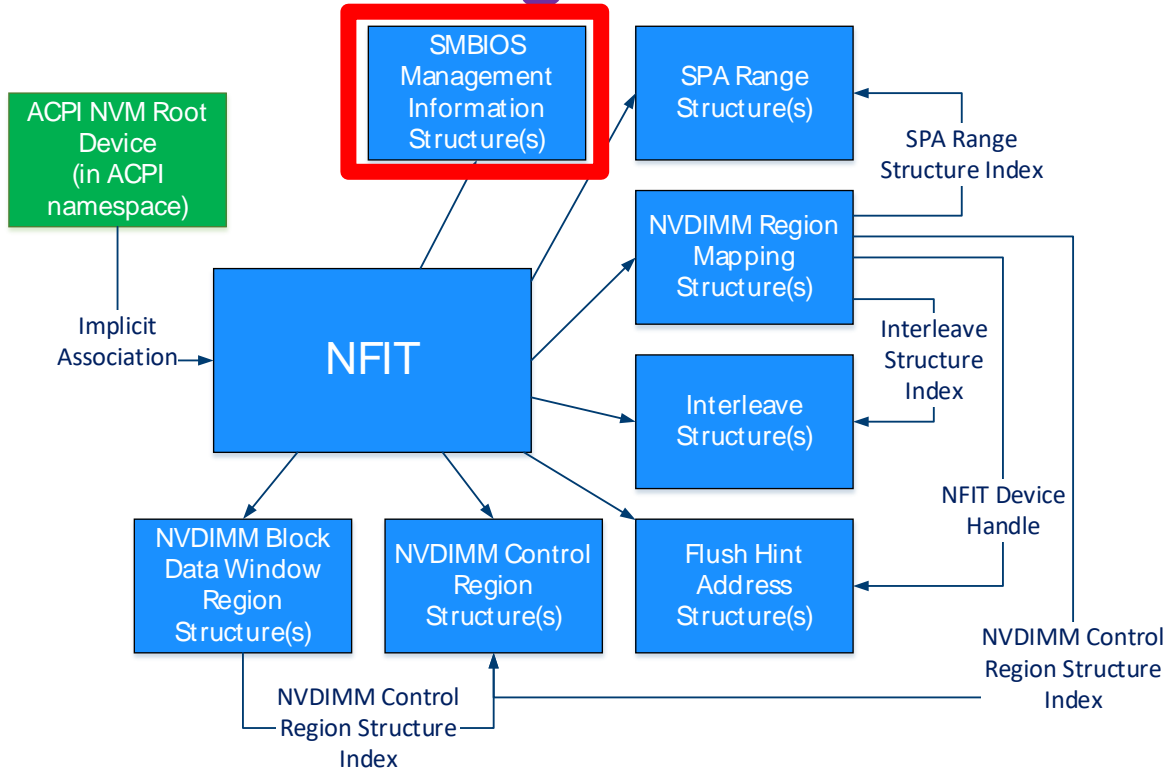 SMBIOS
Management
Information
Structure(s)
SPA Range
Structure(s)
ACPI NVM Root
Device
(in ACPI
namespace)
SPA Range
Structure Index
NVDIMM Region
Mapping
Structure(s)
Implicit
Association
NFIT
Interleave
Structure
Index
Interleave
Structure(s)
NFIT Device
Handle
NVDIMM Block
Data Window
Region
Structure(s)
NVDIMM Control
Region
Structure(s)
Flush Hint
Address
Structure(s)
NVDIMM Control
Region Structure
Index
NVDIMM Control
Region Structure
Index